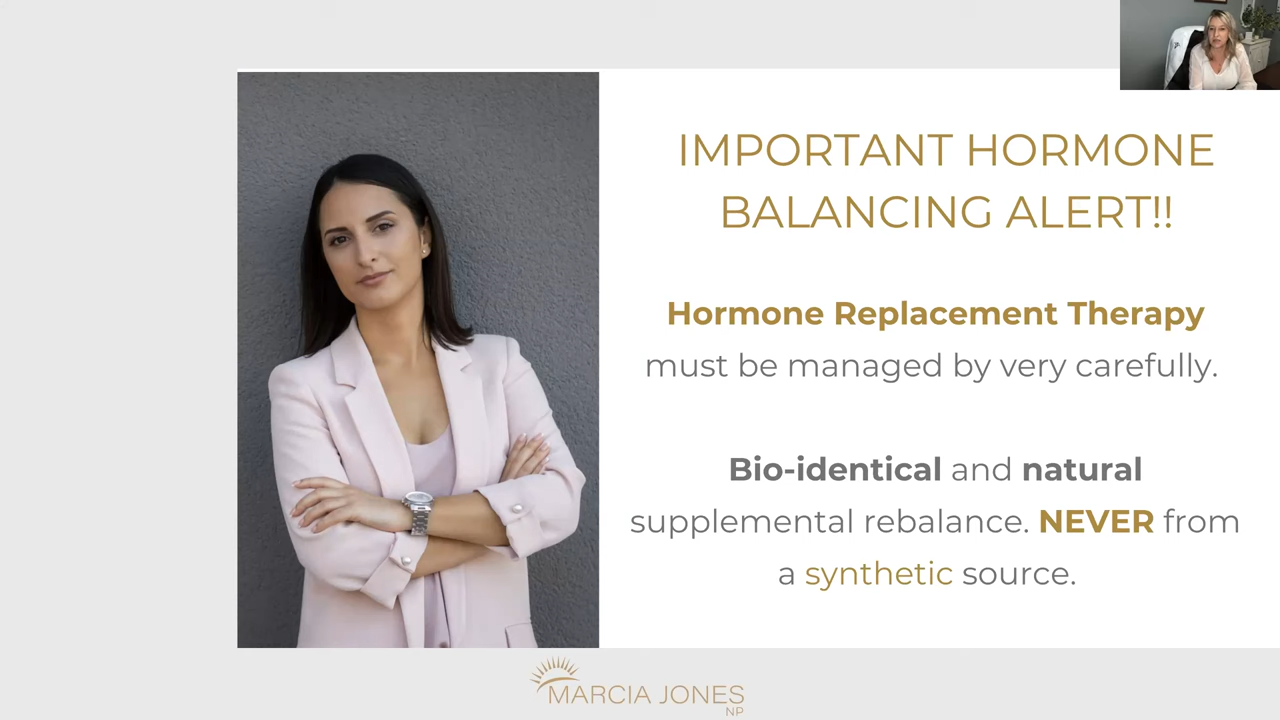 IMPORTANT HORMONE
BALANCING ALERT!!
Hormone Replacement Therapy
must be managed by very carefully.
Bio-identical and natural
supplemental rebalance. NEVER from
a synthetic source.
MARCIA JONES
NP